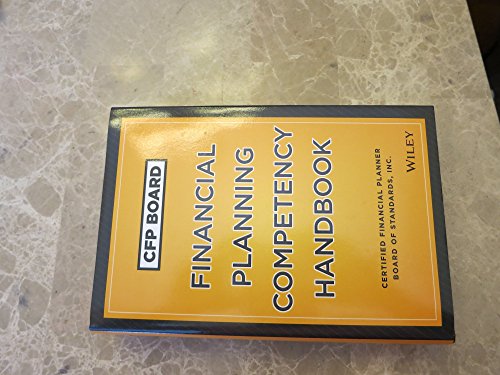 CFP BOARD
FINANCIAL
PLANNING
COMPETENCY
HANDBOOK
CERTIFIED FINANCIAL PLANNER
BOARD OF STANDARDS, INC.
WILEY